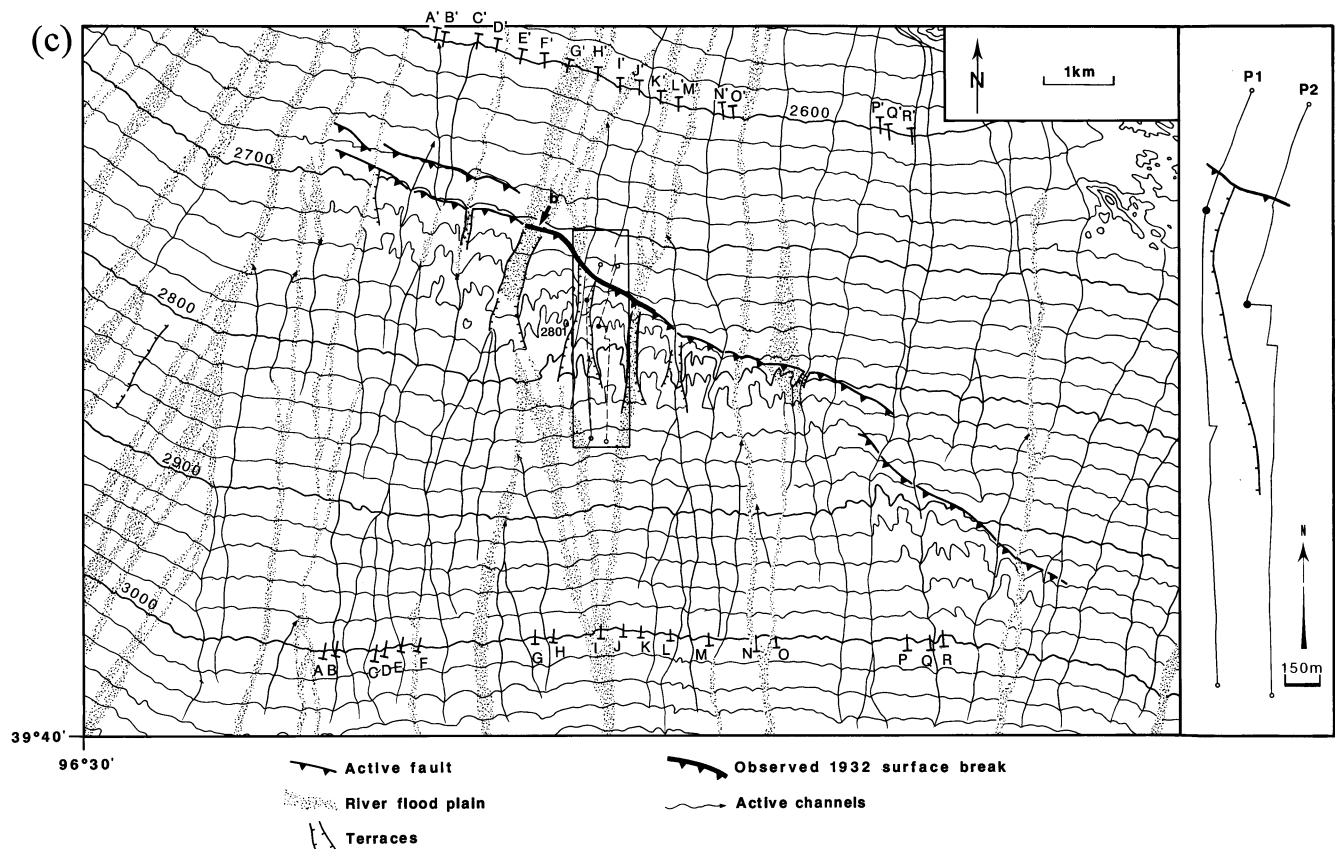 (c)
A' B' C' D' E' F' G' H' I' J' K' L' M' N' O' P' Q' R'
N
1km
P1
P2
2600
2700
b
2800
2801
2900
3000
N
150m
A B C D E F G H I J K L M N O P Q R
39°40'
96°30'
Active fault
Observed 1932 surface break
River flood plain
Active channels
Terraces